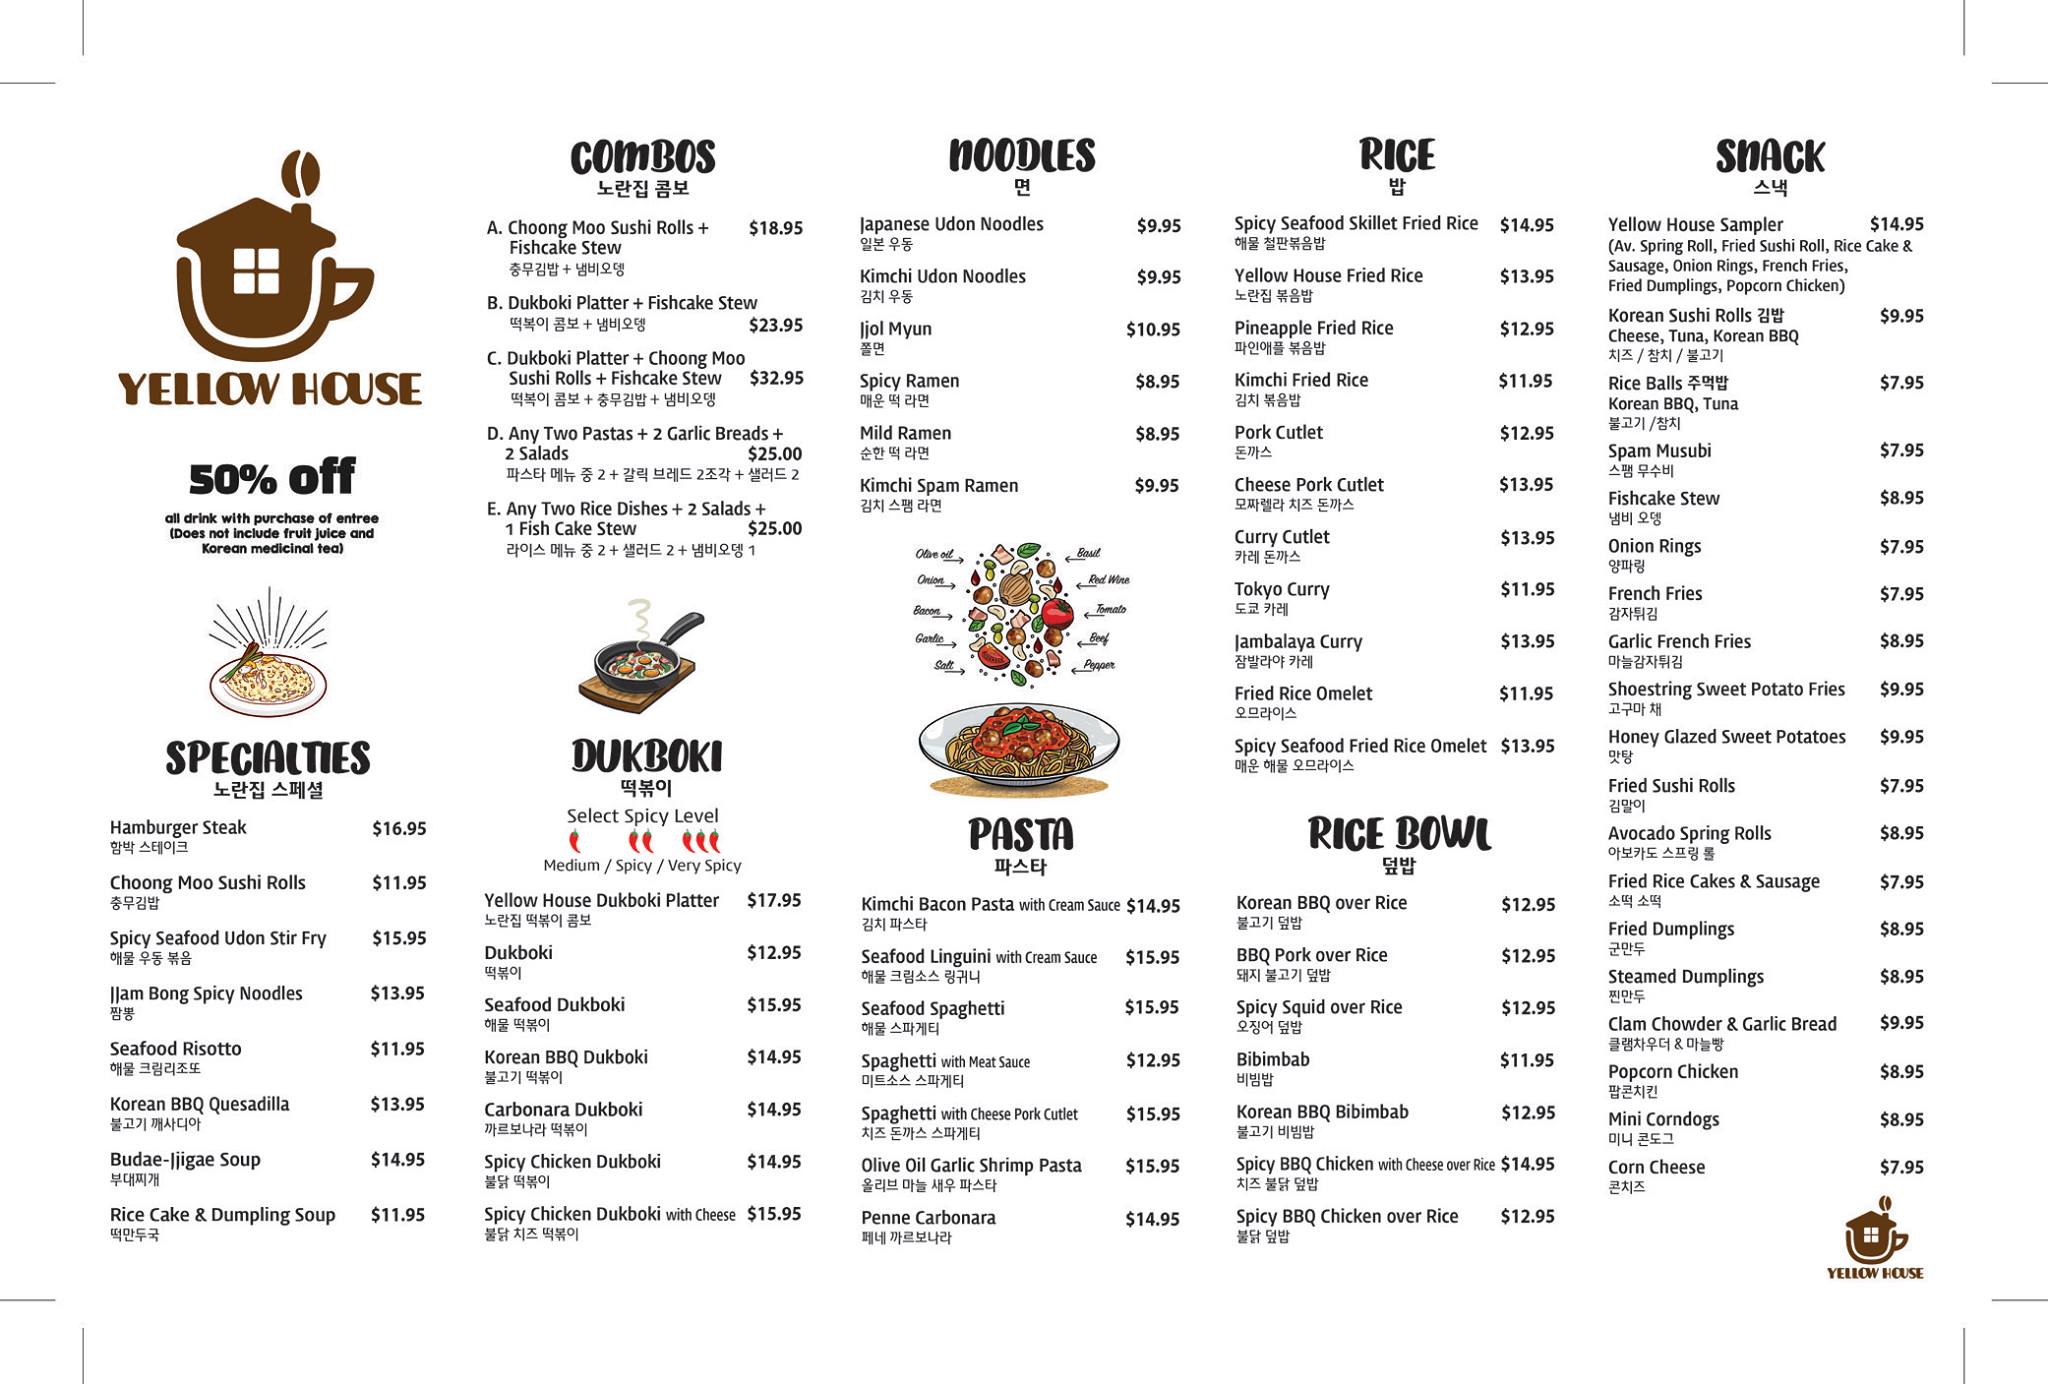 YELLOW HOUSE
50% off
all drink with purchase of entree
(Does not include fruit juice and
Korean medicinal tea)
SPECIALTIES
노란집 스페셜
Hamburger Steak $16.95
함박 스테이크
Choong Moo Sushi Rolls $11.95
충무김밥
Spicy Seafood Udon Stir Fry $15.95
해물 우동 볶음
JJam Bong Spicy Noodles $13.95
짬뽕
Seafood Risotto $11.95
해물 크림리조또
Korean BBQ Quesadilla $13.95
불고기 깨사디아
Budae-Jjigae Soup $14.95
부대찌개
Rice Cake & Dumpling Soup $11.95
떡만두국
COMBOS
노란집 콤보
A. Choong Moo Sushi Rolls + $18.95
Fishcake Stew
충무김밥 + 냄비오뎅
B. Dukboki Platter + Fishcake Stew
떡복이 콤보 + 냄비오뎅 $23.95
C. Dukboki Platter + Choong Moo
Sushi Rolls + Fishcake Stew $32.95
떡복이 콤보 + 충무김밥 + 냄비오뎅
D. Any Two Pastas + 2 Garlic Breads +
2 Salads $25.00
파스타 메뉴 중 2 + 갈릭 브레드 2조각 + 샐러드 2
E. Any Two Rice Dishes + 2 Salads +
1 Fish Cake Stew $25.00
라이스 메뉴 중 2 + 샐러드 2 + 냄비오뎅 1
DUKBOKI
떡볶이
Select Spicy Level
Medium / Spicy / Very Spicy
Yellow House Dukboki Platter $17.95
노란집 떡볶이 콤보
Dukboki $12.95
떡볶이
Seafood Dukboki $15.95
해물 떡볶이
Korean BBQ Dukboki $14.95
불고기 떡볶이
Carbonara Dukboki $14.95
까르보나라 떡볶이
Spicy Chicken Dukboki $14.95
불닭 떡볶이
Spicy Chicken Dukboki with Cheese $15.95
불닭 치즈 떡볶이
NOODLES
면
Japanese Udon Noodles $9.95
일본 우동
Kimchi Udon Noodles $9.95
김치 우동
Jjol Myun $10.95
쫄면
Spicy Ramen $8.95
매운 떡 라면
Mild Ramen $8.95
순한 떡 라면
Kimchi Spam Ramen $9.95
김치 스팸 라면
Olive oil Basil
Onion Red Wine
Bacon Tomato
Garlic Beef
Salt Pepper
PASTA
파스타
Kimchi Bacon Pasta with Cream Sauce $14.95
김치 파스타
Seafood Linguini with Cream Sauce $15.95
해물 크림소스 링귀니
Seafood Spaghetti $15.95
해물 스파게티
Spaghetti with Meat Sauce $12.95
미트소스 스파게티
Spaghetti with Cheese Pork Cutlet $15.95
치즈 돈까스 스파게티
Olive Oil Garlic Shrimp Pasta $15.95
올리브 마늘 새우 파스타
Penne Carbonara $14.95
페네 까르보나라
RICE
밥
Spicy Seafood Skillet Fried Rice $14.95
해물 철판볶음밥
Yellow House Fried Rice $13.95
노란집 볶음밥
Pineapple Fried Rice $12.95
파인애플 볶음밥
Kimchi Fried Rice $11.95
김치 볶음밥
Pork Cutlet $12.95
돈까스
Cheese Pork Cutlet $13.95
모짜렐라 치즈 돈까스
Curry Cutlet $13.95
카레 돈까스
Tokyo Curry $11.95
도쿄 카레
Jambalaya Curry $13.95
잠발라야 카레
Fried Rice Omelet $11.95
오므라이스
Spicy Seafood Fried Rice Omelet $13.95
매운 해물 오므라이스
RICE BOWL
덮밥
Korean BBQ over Rice $12.95
불고기 덮밥
BBQ Pork over Rice $12.95
돼지 불고기 덮밥
Spicy Squid over Rice $12.95
오징어 덮밥
Bibimbab $11.95
비빔밥
Korean BBQ Bibimbab $12.95
불고기 비빔밥
Spicy BBQ Chicken with Cheese over Rice $14.95
치즈 불닭 덮밥
Spicy BBQ Chicken over Rice $12.95
불닭 덮밥
SNACK
스낵
Yellow House Sampler $14.95
(Av. Spring Roll, Fried Sushi Roll, Rice Cake &
Sausage, Onion Rings, French Fries,
Fried Dumplings, Popcorn Chicken)
Korean Sushi Rolls 김밥 $9.95
Cheese, Tuna, Korean BBQ
치즈 / 참치 / 불고기
Rice Balls 주먹밥 $7.95
Korean BBQ, Tuna
불고기 /참치
Spam Musubi $7.95
스팸 무수비
Fishcake Stew $8.95
냄비 오뎅
Onion Rings $7.95
양파링
French Fries $7.95
감자튀김
Garlic French Fries $8.95
마늘감자튀김
Shoestring Sweet Potato Fries $9.95
고구마 채
Honey Glazed Sweet Potatoes $9.95
맛탕
Fried Sushi Rolls $7.95
김말이
Avocado Spring Rolls $8.95
아보카도 스프링 롤
Fried Rice Cakes & Sausage $7.95
소떡 소떡
Fried Dumplings $8.95
군만두
Steamed Dumplings $8.95
찐만두
Clam Chowder & Garlic Bread $9.95
클램차우더 & 마늘빵
Popcorn Chicken $8.95
팝콘치킨
Mini Corndogs $8.95
미니 콘도그
Corn Cheese $7.95
콘치즈
YELLOW HOUSE